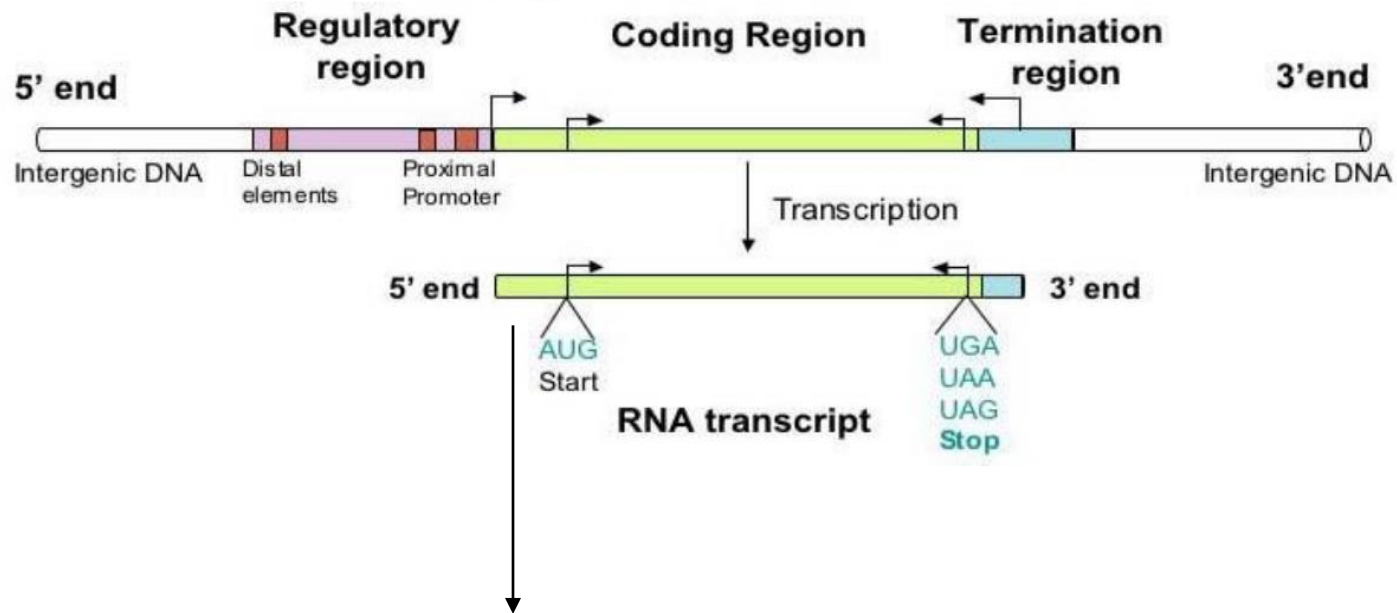 Regulatory
region
Coding Region
Termination
region
5' end
3'end
Intergenic DNA
Distal
elements
Proximal
Promoter
Intergenic DNA
Transcription
5' end
3' end
AUG
Start
UGA
UAA
UAG
Stop
RNA transcript